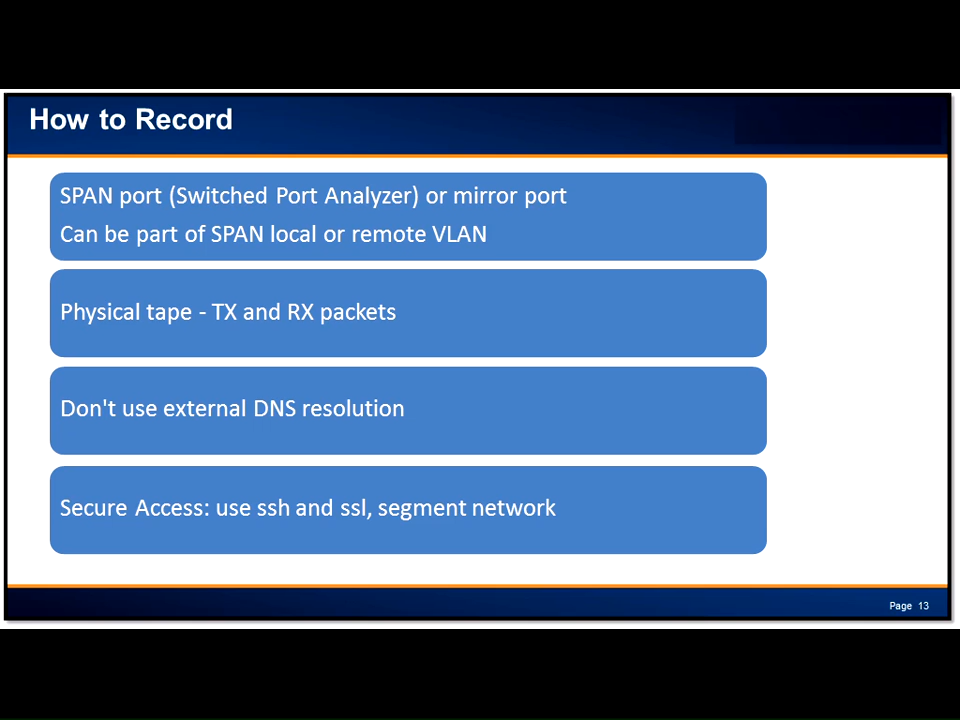 How to Record
SPAN port (Switched Port Analyzer) or mirror port
Can be part of SPAN local or remote VLAN
Physical tape - TX and RX packets
Don't use external DNS resolution
Secure Access: use ssh and ssl, segment network
Page 13